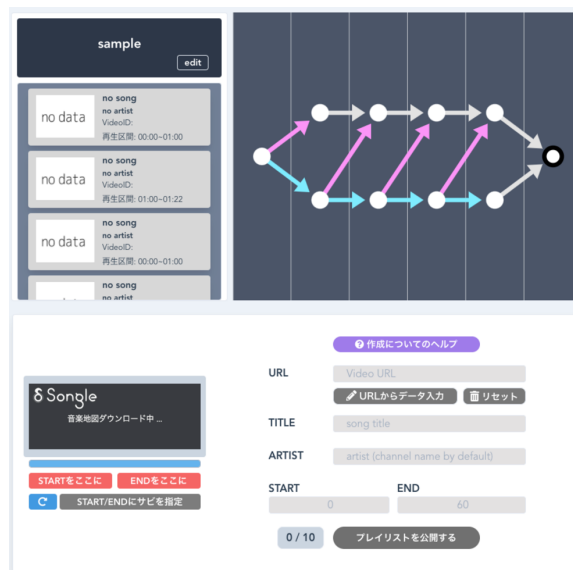 sample
edit
no data
no song
no artist
VideoID:
再生区間: 00:00~01:00
no data
no song
no artist
VideoID:
再生区間: 01:00~01:22
no data
no song
no artist
VideoID:
再生区間: 00:00~01:00
no song
no artist
作成についてのヘルプ
URL
Video URL
URLからデータ入力
リセット
TITLE
song title
ARTIST
artist (channel name by default)
START
END
0
60
0 / 10
プレイリストを公開する
Songle
音楽地図ダウンロード中 ...
STARTをここに
ENDをここに
START/ENDにサビを指定